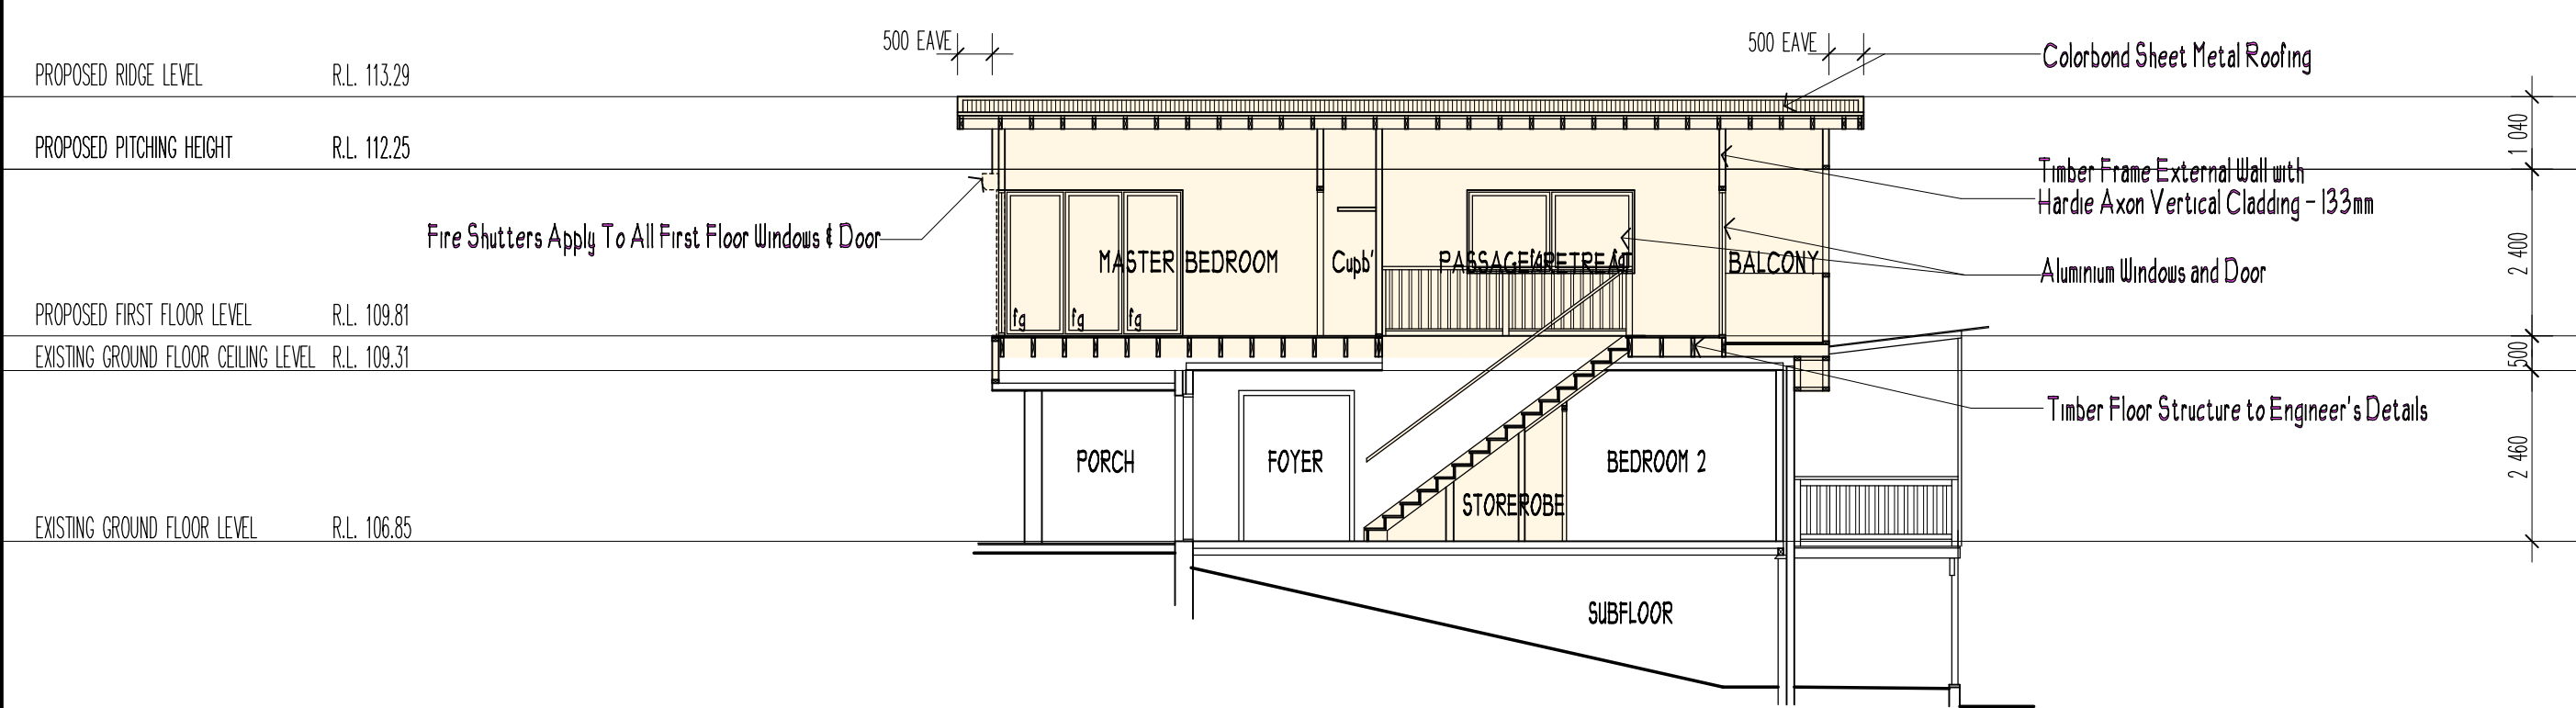 500 EAVE
500 EAVE
Colorbond Sheet Metal Roofing
PROPOSED RIDGE LEVEL R.L. 113.29
1 040
PROPOSED PITCHING HEIGHT R.L. 112.25
Timber Frame External Wall with
Hardie Axon Vertical Cladding - 133mm
Fire Shutters Apply To All First Floor Windows & Door
2 400
MASTER BEDROOM
Cupb'
PASSAGE/RETREAT
BALCONY
Aluminium Windows and Door
fg
fg
fg
PROPOSED FIRST FLOOR LEVEL R.L. 109.81
EXISTING GROUND FLOOR CEILING LEVEL R.L. 109.31
500
Timber Floor Structure to Engineer's Details
PORCH
FOYER
BEDROOM 2
2 460
STOREROBE
EXISTING GROUND FLOOR LEVEL R.L. 106.85
SUBFLOOR